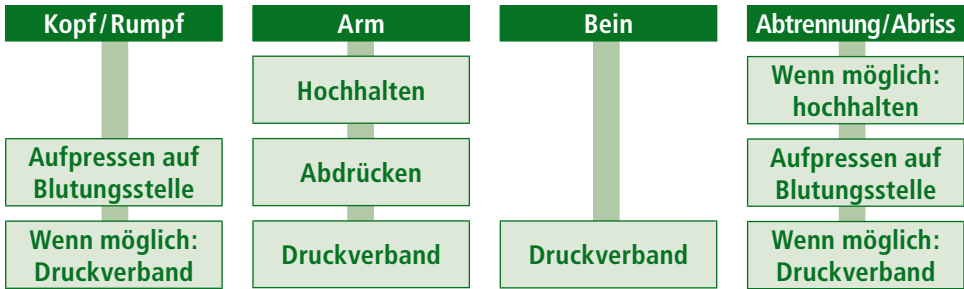 Kopf/Rumpf
Aufpressen auf
Blutungsstelle
Wenn möglich:
Druckverband
Arm
Hochhalten
Abdrücken
Druckverband
Bein
Druckverband
Abtrennung/Abriss
Wenn möglich:
hochhalten
Aufpressen auf
Blutungsstelle
Wenn möglich:
Druckverband